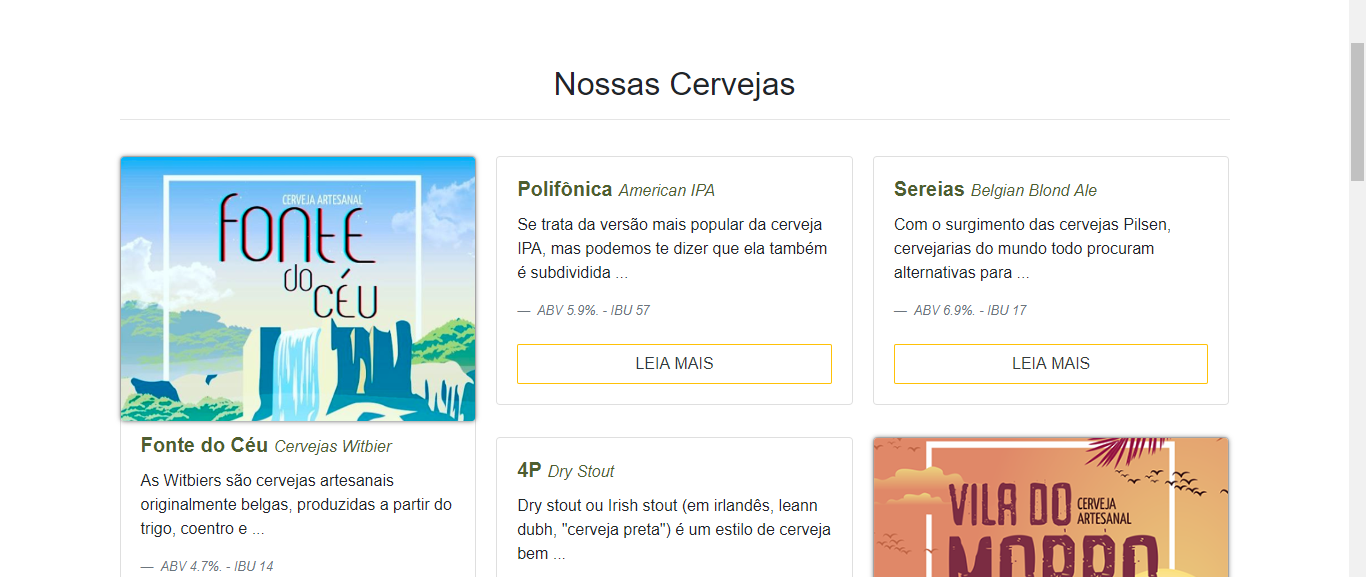 Nossas Cervejas
CERVEJA ARTESANAL
fonte
do
CÉU
Fonte do Céu Cervejas Witbier
As Witbiers são cervejas artesanais
originalmente belgas, produzidas a partir do
trigo, coentro e ...
— ABV 4.7%. - IBU 14
Polifônica American IPA
Se trata da versão mais popular da cerveja
IPA, mas podemos te dizer que ela também
é subdividida ...
— ABV 5.9%. - IBU 57
LEIA MAIS
4P Dry Stout
Dry stout ou Irish stout (em irlandês, leann
dubh, "cerveja preta") é um estilo de cerveja
bem ...
Sereias Belgian Blond Ale
Com o surgimento das cervejas Pilsen,
cervejarias do mundo todo procuram
alternativas para ...
— ABV 6.9%. - IBU 17
LEIA MAIS
VILA DO
CERVEJA
ARTESANAL
MORRO